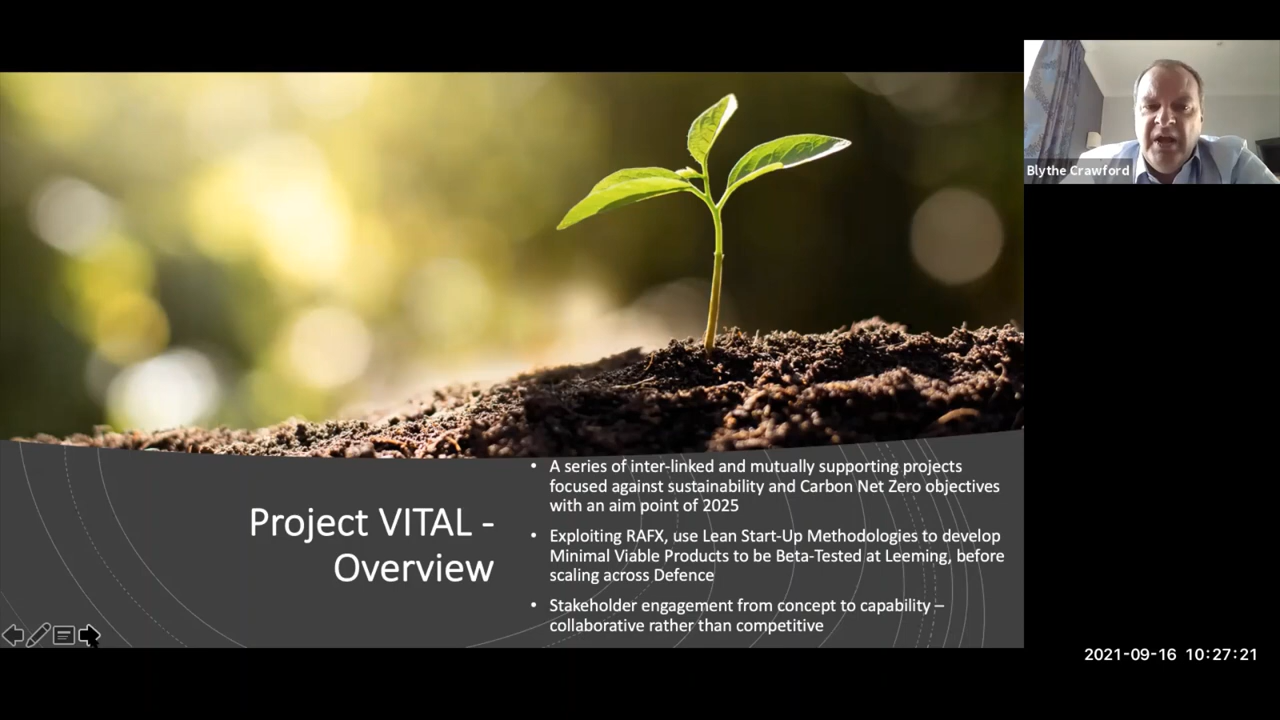 Blythe Crawford
Project VITAL -
Overview
• A series of inter-linked and mutually supporting projects
focused against sustainability and Carbon Net Zero objectives
with an aim point of 2025
• Exploiting RAFX, use Lean Start-Up Methodologies to develop
Minimal Viable Products to be Beta-Tested at Leeming, before
scaling across Defence
• Stakeholder engagement from concept to capability –
collaborative rather than competitive
2021-09-16 10:27:21